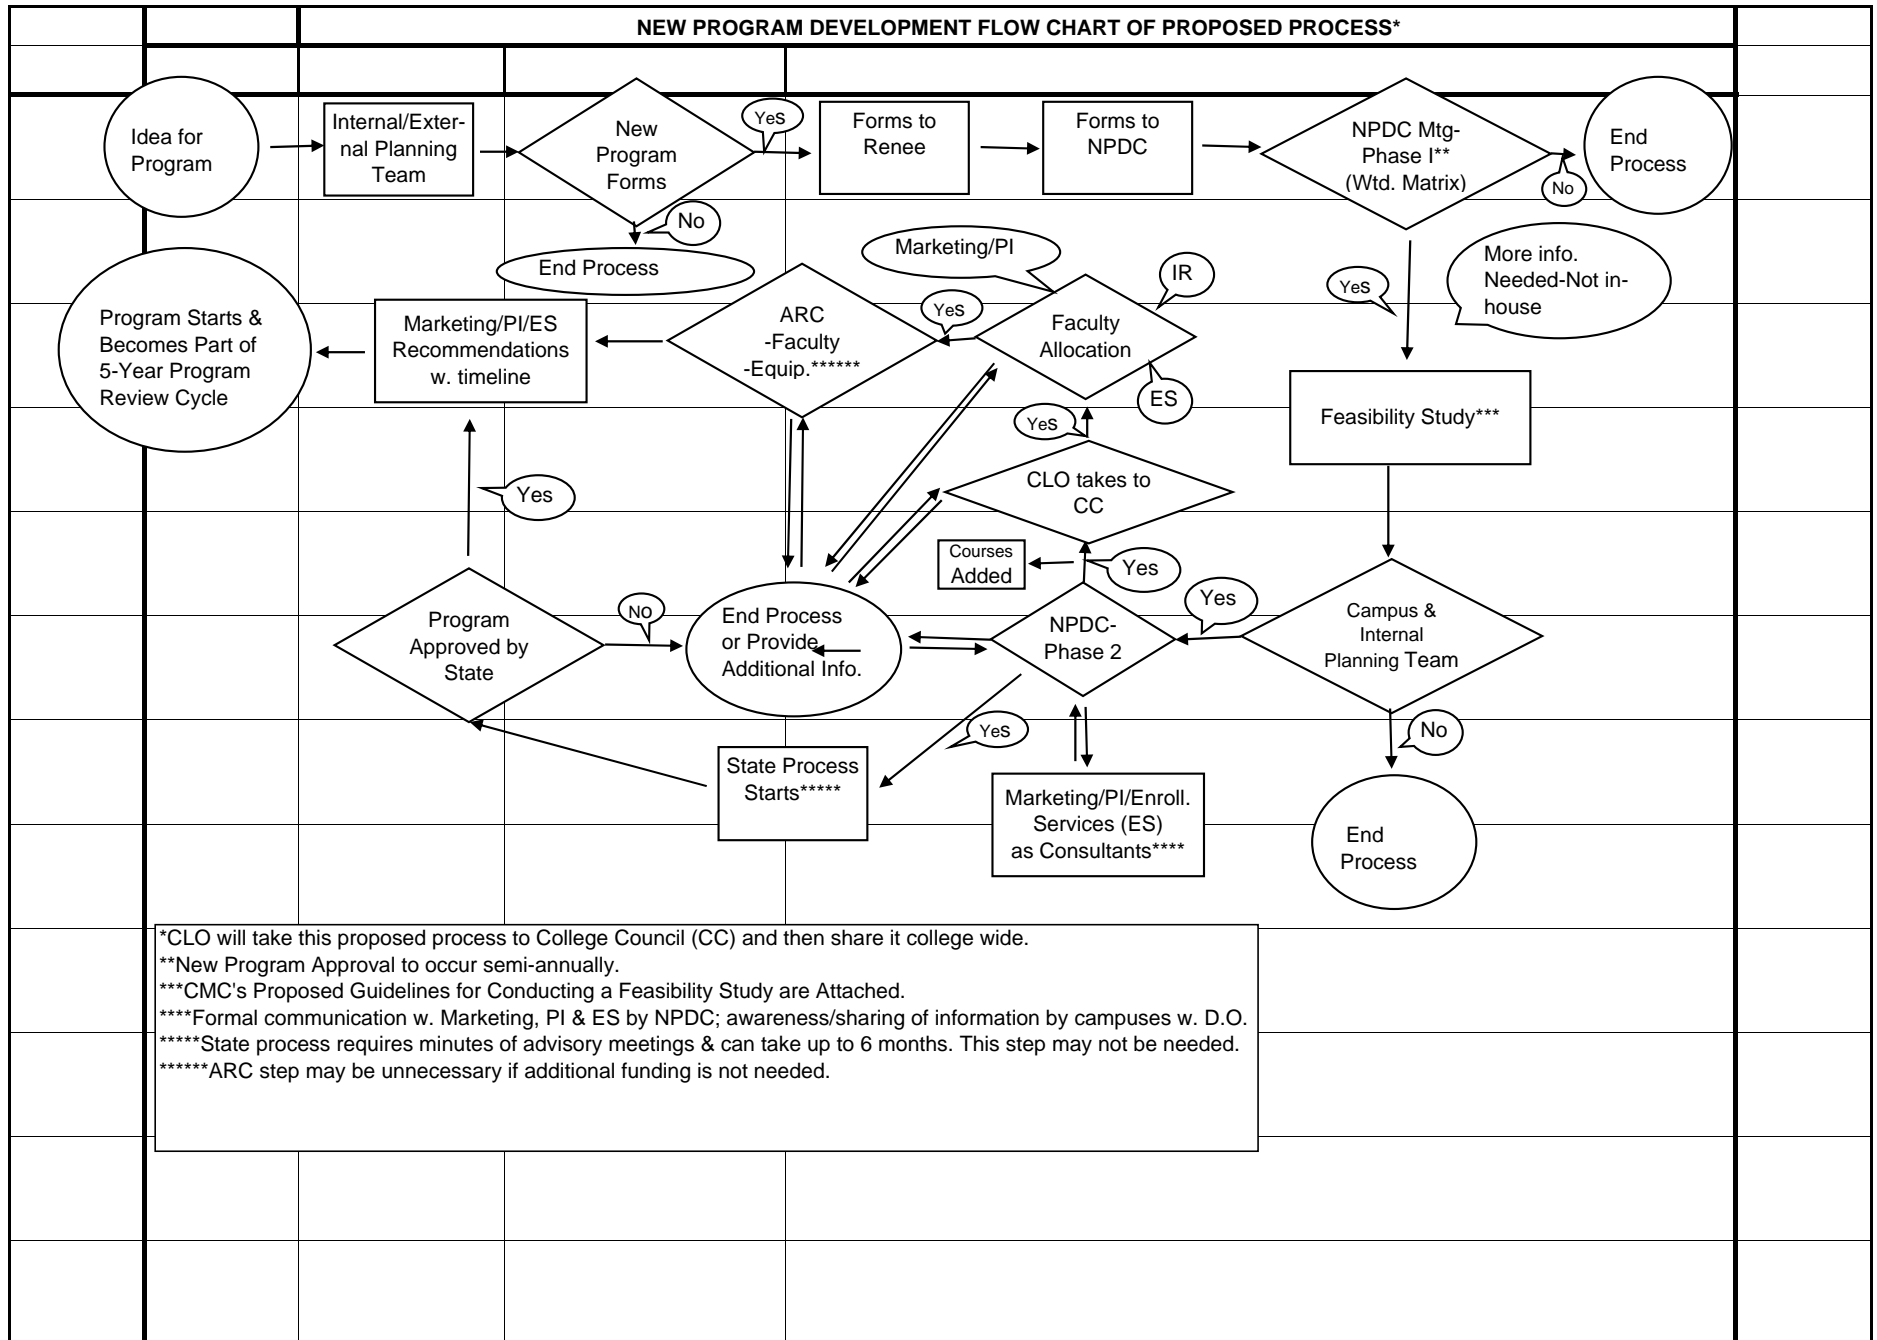 NEW PROGRAM DEVELOPMENT FLOW CHART OF PROPOSED PROCESS*
Idea for
Program
Internal/Exter-
nal Planning
Team
New
Program
Forms
Yes
Forms to
Renee
Forms to
NPDC
NPDC Mtg-
Phase I**
(Wtd. Matrix)
No
End
Process
No
End Process
Marketing/PI
IR
Yes
More info.
Needed-Not in-
house
Program Starts &
Becomes Part of
5-Year Program
Review Cycle
Marketing/PI/ES
Recommendations
w. timeline
ARC
-Faculty
-Equip.******
Yes
Faculty
Allocation
ES
Feasibility Study***
Yes
Yes
CLO takes to
CC
Courses
Added
Yes
Program
Approved by
State
No
End Process
or Provide
Additional Info.
NPDC-
Phase 2
Yes
Campus &
Internal
Planning Team
Yes
No
State Process
Starts*****
Marketing/PI/Enroll.
Services (ES)
as Consultants****
End
Process
*CLO will take this proposed process to College Council (CC) and then share it college wide.
**New Program Approval to occur semi-annually.
***CMC's Proposed Guidelines for Conducting a Feasibility Study are Attached.
****Formal communication w. Marketing, PI & ES by NPDC; awareness/sharing of information by campuses w. D.O.
*****State process requires minutes of advisory meetings & can take up to 6 months. This step may not be needed.
******ARC step may be unnecessary if additional funding is not needed.